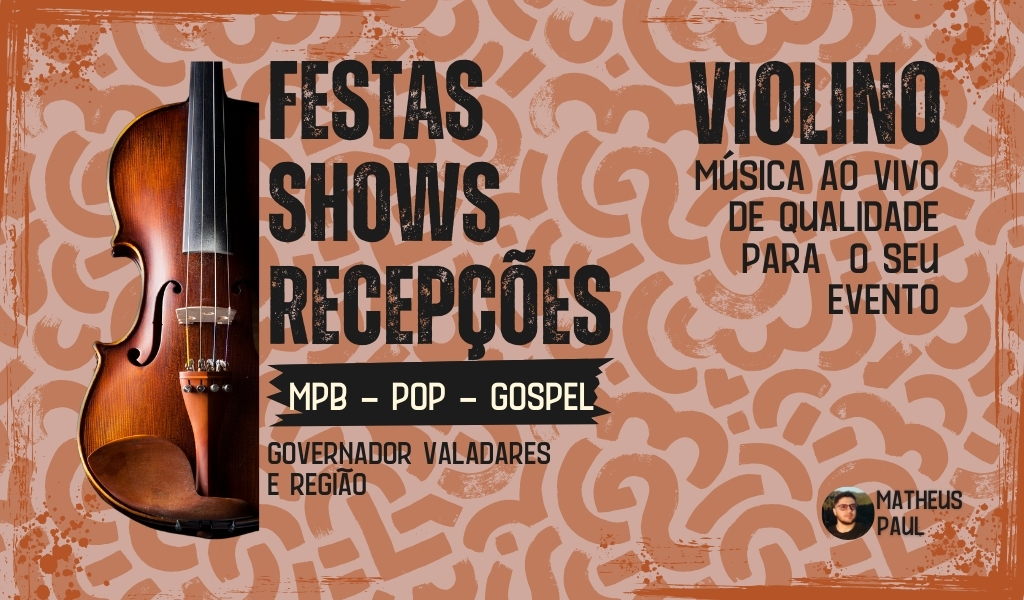 FESTAS
SHOWS
RECEPÇÕES
MPB - POP - GOSPEL
GOVERNADOR VALADARES
E REGIÃO
VIOLINO
MÚSICA AO VIVO
DE QUALIDADE
PARA O SEU
EVENTO
MATHEUS
PAUL